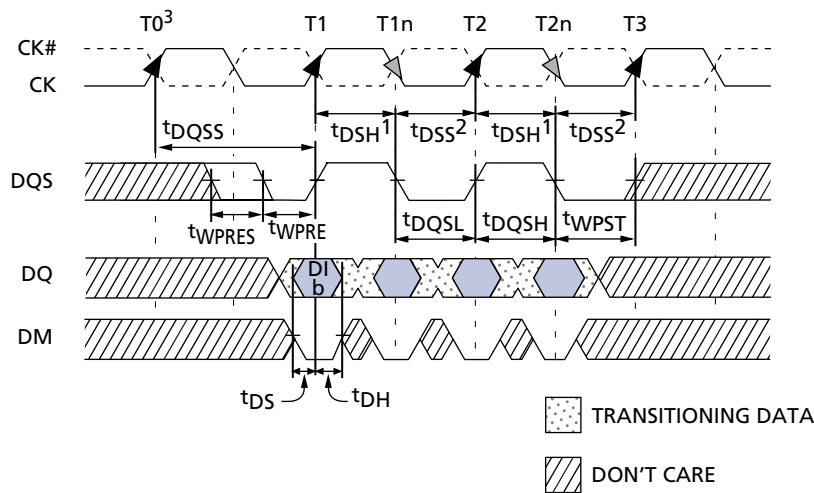 T0³ T1 T1n T2 T2n T3
CK#
CK
tDQSS
tDSH¹ tDSS² tDSH¹ tDSS²
DQS
tWPRES tWPRE tDQSL tDQSH tWPST
DQ
DI
b
DM
tDS tDH
TRANSITIONING DATA
DON'T CARE